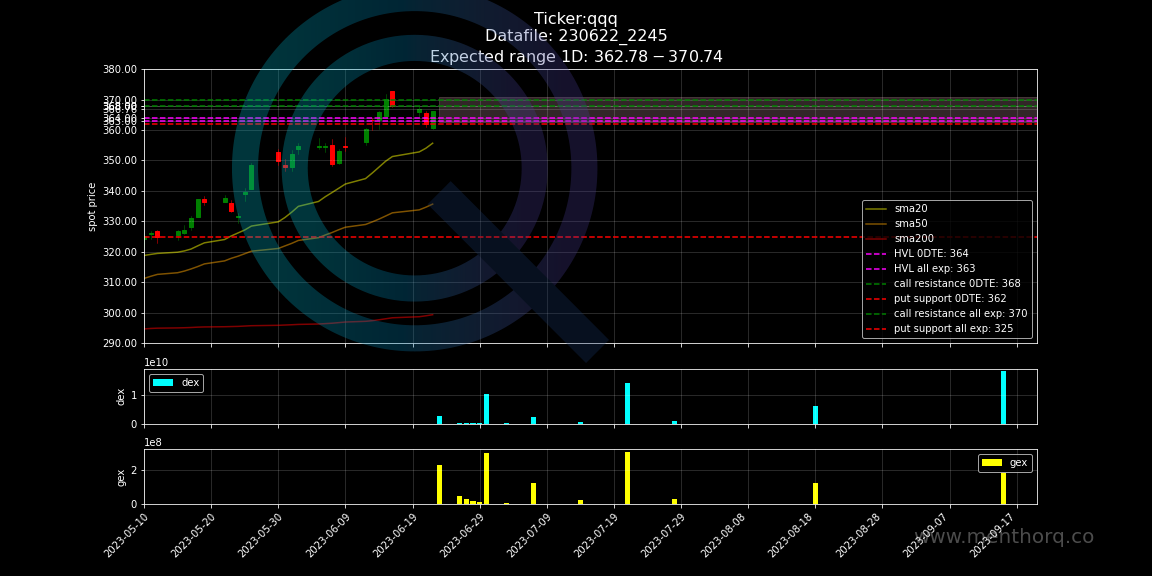 Ticker:qqq
Datafile: 230622_2245
Expected range 1D: 362.78 − 370.74
380.00
370.00
364.00
360.00
350.00
340.00
330.00
320.00
310.00
300.00
290.00
spot price
sma20
sma50
sma200
HVL 0DTE: 364
HVL all exp: 363
call resistance 0DTE: 368
put support 0DTE: 362
call resistance all exp: 370
put support all exp: 325
1e10
dex
1
0
dex
1e8
gex
2
0
gex
2023-05-10
2023-05-20
2023-05-30
2023-06-09
2023-06-19
2023-06-29
2023-07-09
2023-07-19
2023-07-29
2023-08-08
2023-08-18
2023-08-28
2023-09-07
2023-09-17
www.menthorq.co